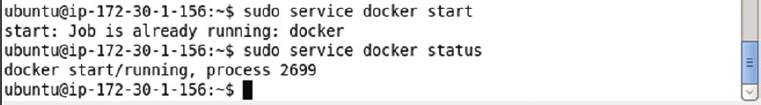 ubuntu@ip-172-30-1-156:~$ sudo service docker start
start: Job is already running: docker
ubuntu@ip-172-30-1-156:~$ sudo service docker status
docker start/running, process 2699
ubuntu@ip-172-30-1-156:~$